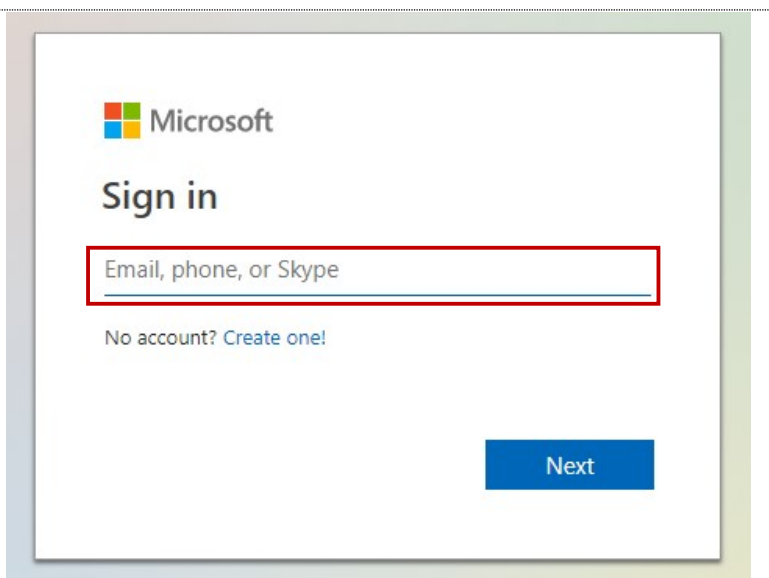 Microsoft
Sign in
Email, phone, or Skype
No account? Create one!
Next